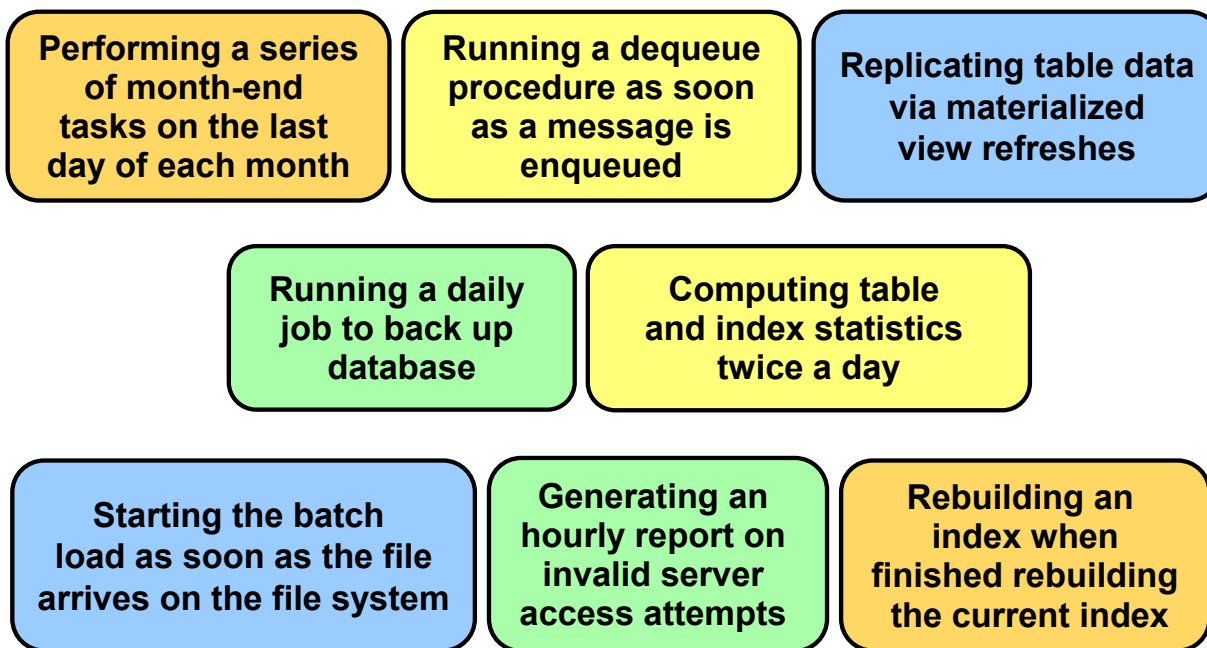 Performing a series
of month-end
tasks on the last
day of each month
Running a dequeue
procedure as soon
as a message is
enqueued
Replicating table data
via materialized
view refreshes
Running a daily
job to back up
database
Computing table
and index statistics
twice a day
Starting the batch
load as soon as the file
arrives on the file system
Generating an
hourly report on
invalid server
access attempts
Rebuilding an
index when
finished rebuilding
the current index